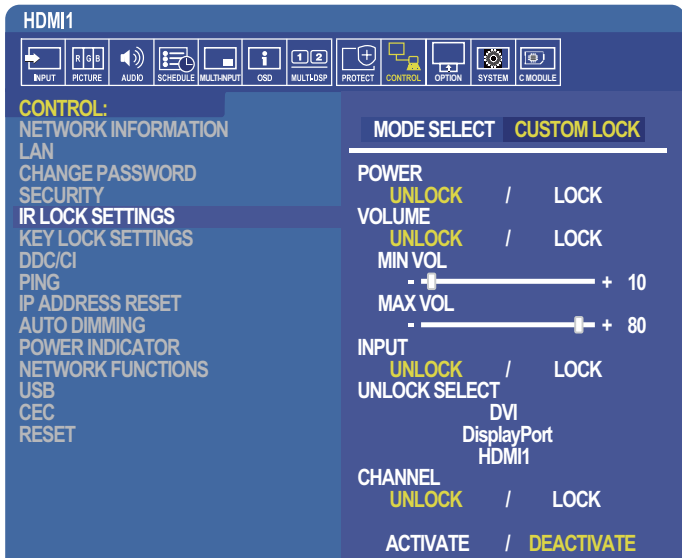 HDMI1
INPUT PICTURE AUDIO SCHEDULE MULTI-INPUT OSD MULTI-DSP PROTECT CONTROL OPTION SYSTEM C MODULE
R G B
1 2
CONTROL:
NETWORK INFORMATION
LAN
CHANGE PASSWORD
SECURITY
IR LOCK SETTINGS
KEY LOCK SETTINGS
DDC/CI
PING
IP ADDRESS RESET
AUTO DIMMING
POWER INDICATOR
NETWORK FUNCTIONS
USB
CEC
RESET
MODE SELECT CUSTOM LOCK
POWER
UNLOCK / LOCK
VOLUME
UNLOCK / LOCK
MIN VOL
- + 10
MAX VOL
- + 80
INPUT
UNLOCK / LOCK
UNLOCK SELECT
DVI
DisplayPort
HDMI1
CHANNEL
UNLOCK / LOCK
ACTIVATE / DEACTIVATE